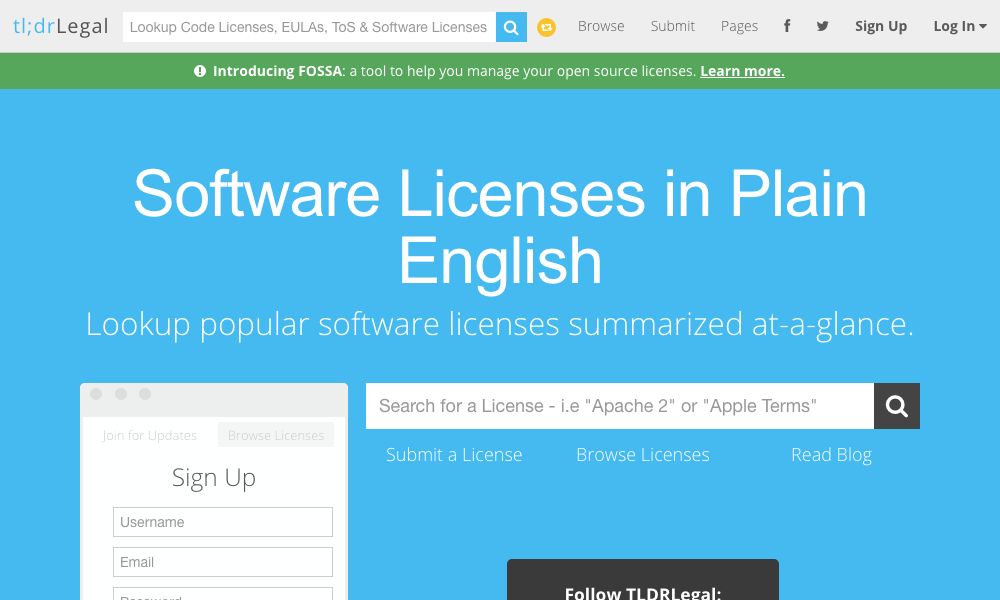 tl;drLegal
Lookup Code Licenses, EULAs, ToS & Software Licenses
Browse
Submit
Pages
Sign Up
Log In
Introducing FOSSA: a tool to help you manage your open source licenses. Learn more.
Software Licenses in Plain
English
Lookup popular software licenses summarized at-a-glance.
Join for Updates
Browse Licenses
Sign Up
Username
Email
Password
Search for a License - i.e "Apache 2" or "Apple Terms"
Submit a License
Browse Licenses
Read Blog
Follow TLDRLegal: